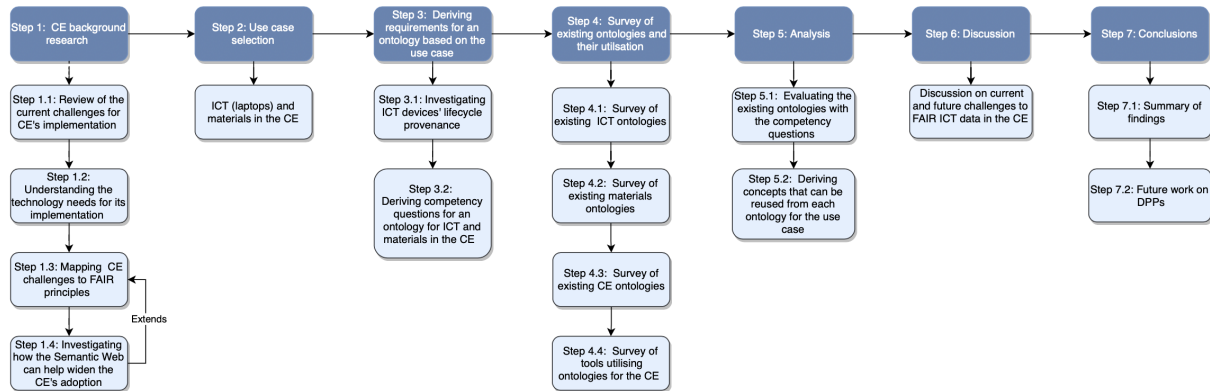 Step 1: CE background
research
Step 2: Use case
selection
Step 3: Deriving
requirements for an
ontology based on the
use case
Step 4: Survey of
existing ontologies and
their utilisation
Step 5: Analysis
Step 6: Discussion
Step 7: Conclusions
Step 1.1: Review of the
current challenges for
CE's implementation
ICT (laptops) and
materials in the CE
Step 3.1: Investigating
ICT devices' lifecycle
provenance
Step 4.1: Survey of
existing ICT ontologies
Step 5.1: Evaluating the
existing ontologies with
the competency
questions
Discussion on current
and future challenges to
FAIR ICT data in the CE
Step 7.1: Summary of
findings
Step 1.2:
Understanding the
technology needs for its
implementation
Step 3.2:
Deriving competency
questions for an
ontology for ICT and
materials in the CE
Step 4.2: Survey of
existing materials
ontologies
Step 5.2: Deriving
concepts that can be
reused from each
ontology for the use
case
Step 7.2: Future work on
DPPs
Step 1.3: Mapping CE
challenges to FAIR
principles
Step 4.3: Survey of
existing CE ontologies
Extends
Step 1.4: Investigating
how the Semantic Web
can help widen the
CE's adoption
Step 4.4: Survey of
tools utilising
ontologies for the CE